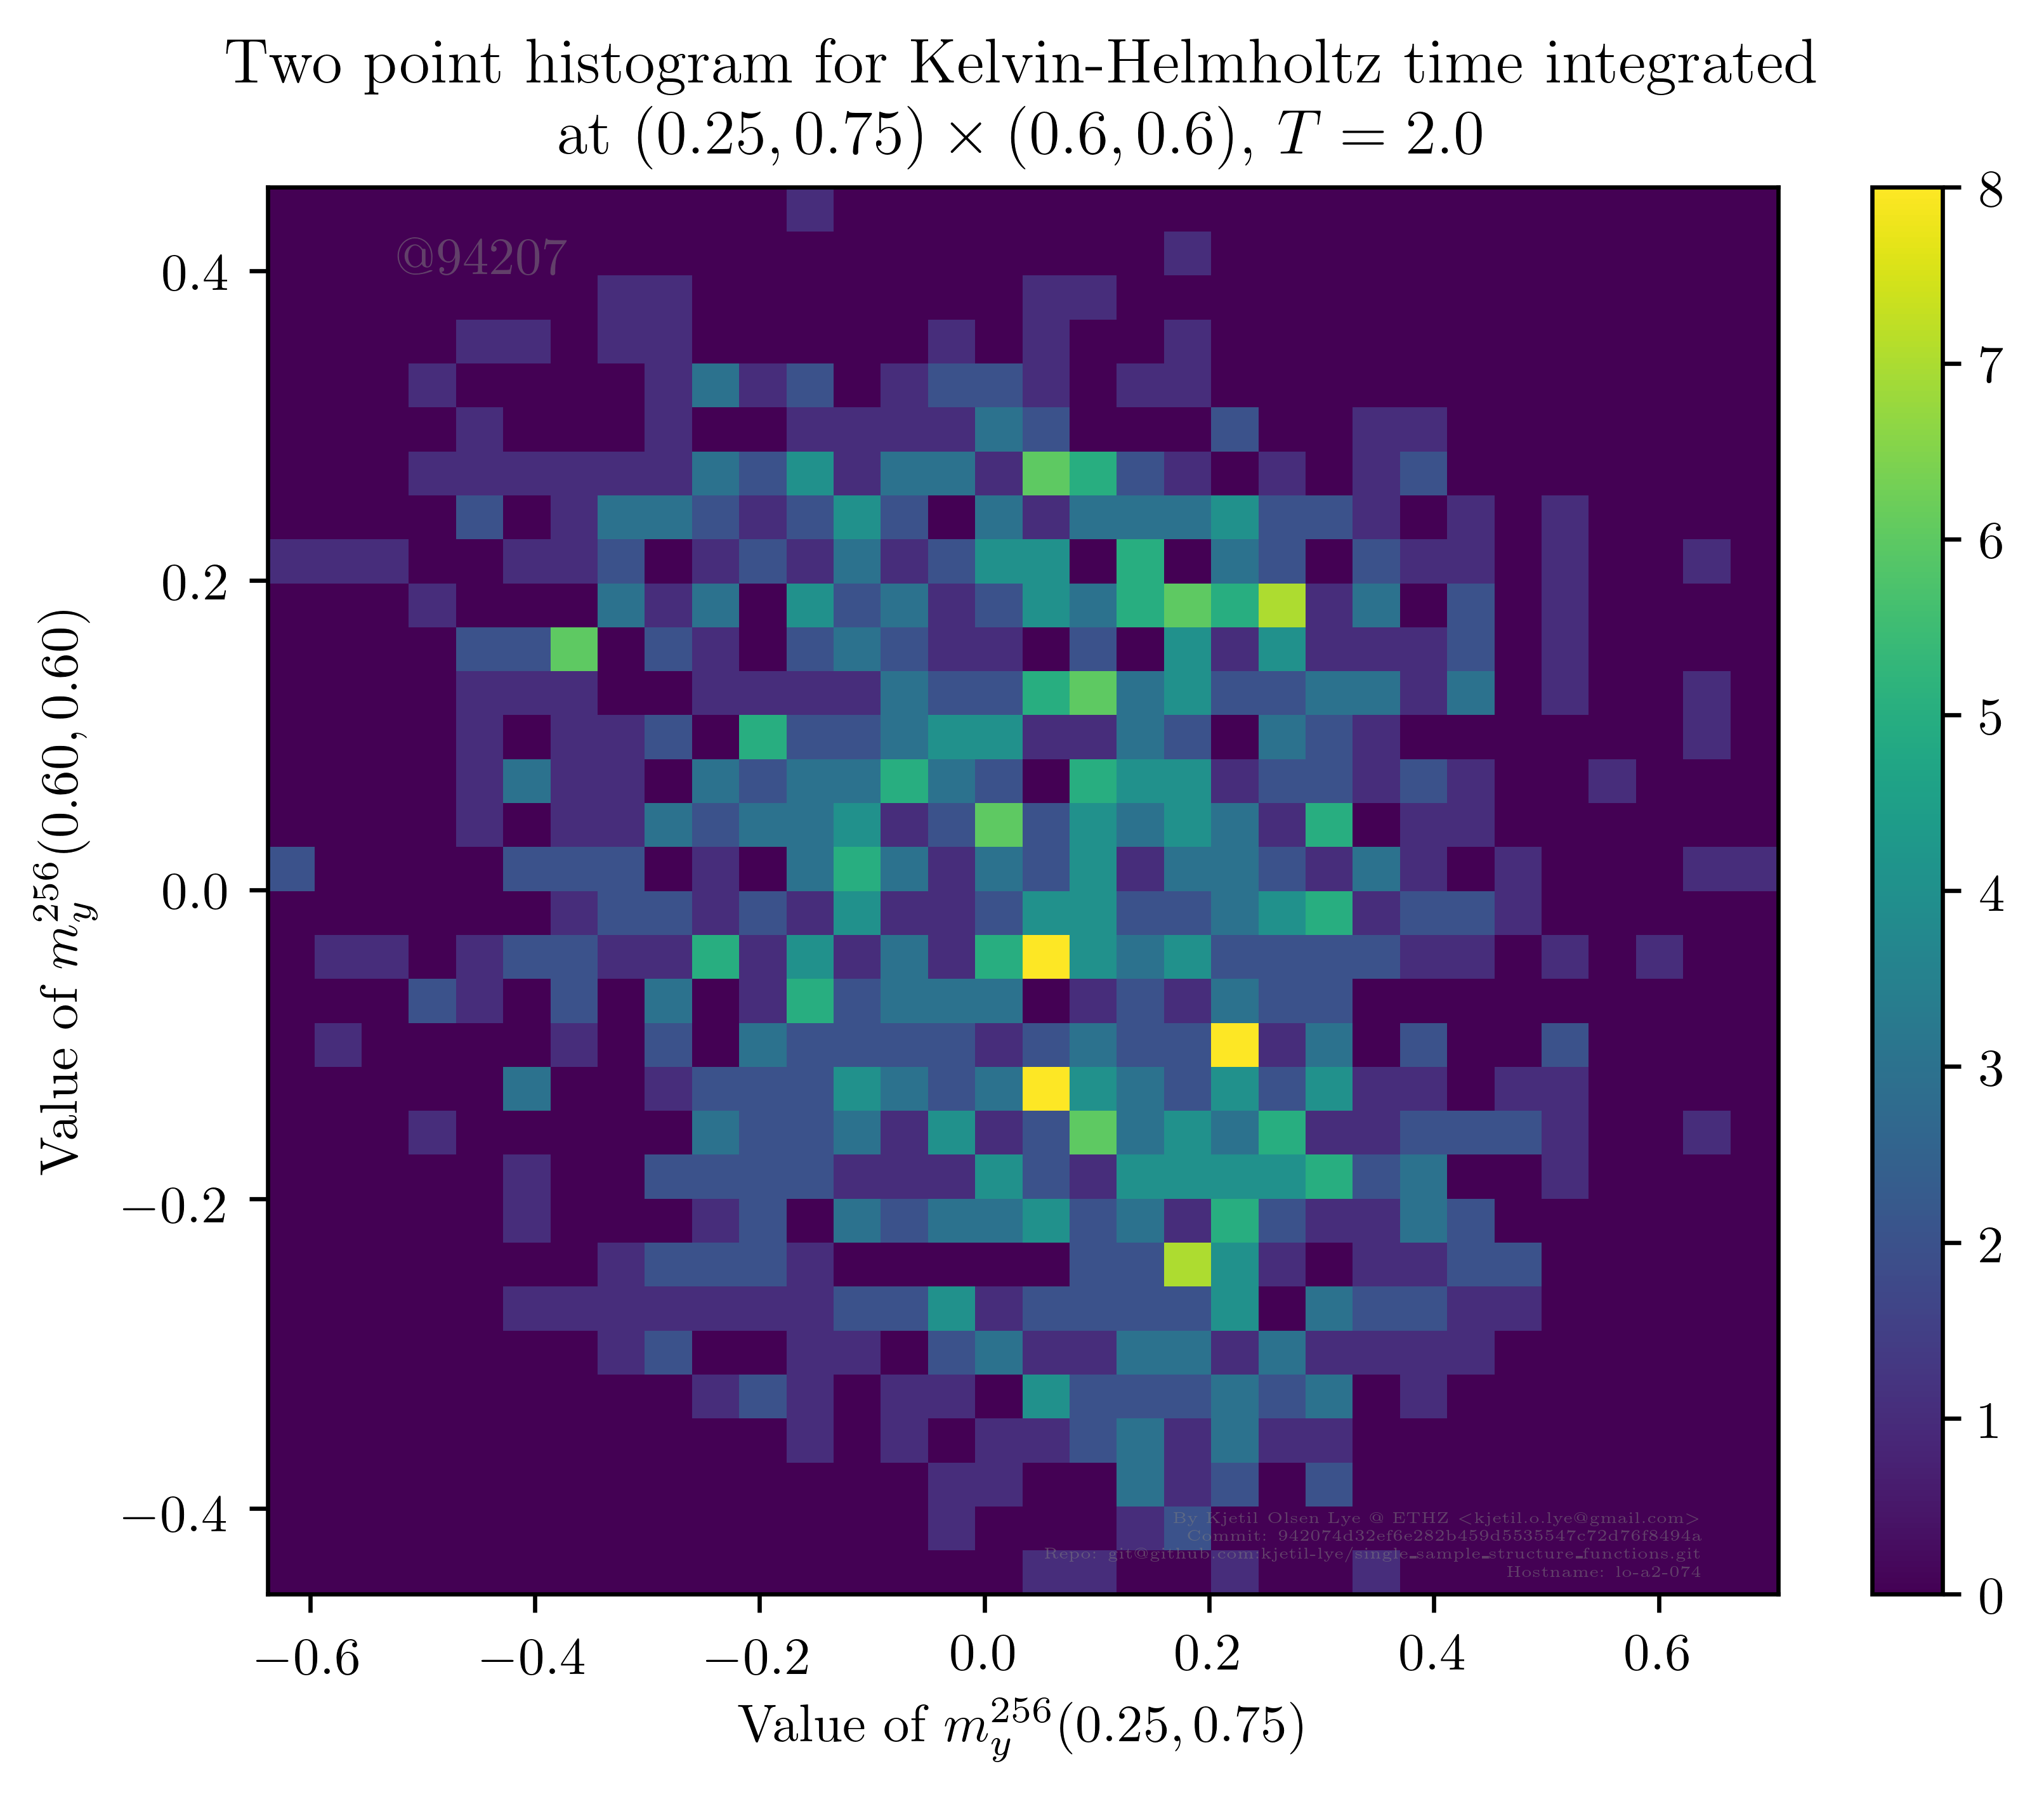 Two point histogram for Kelvin-Helmholtz time integrated
at (0.25, 0.75) × (0.6, 0.6), T = 2.0
@94207
0.4
0.2
0.0
−0.2
−0.4
Value of m_y^{256}(0.60, 0.60)
8
7
6
5
4
3
2
1
0
By Kjetil Olsen Lye @ ETHZ <kjetil.o.lye@gmail.com>
Commit: 942074d32ef6e282b459d5535547c72d76f8494a
Repo: git@github.com:kjetil-lye/single_sample_structure_functions.git
Hostname: lo-a2-074
−0.6 −0.4 −0.2 0.0 0.2 0.4 0.6
Value of m_y^{256}(0.25, 0.75)